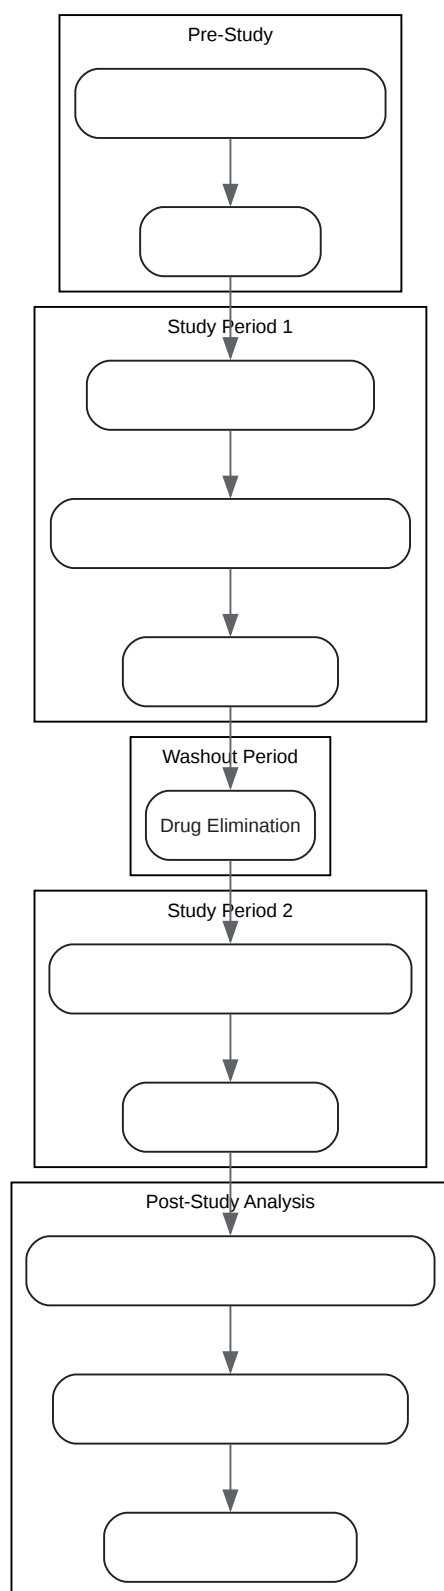 Pre-Study
Study Period 1
Washout Period
Drug Elimination
Study Period 2
Post-Study Analysis